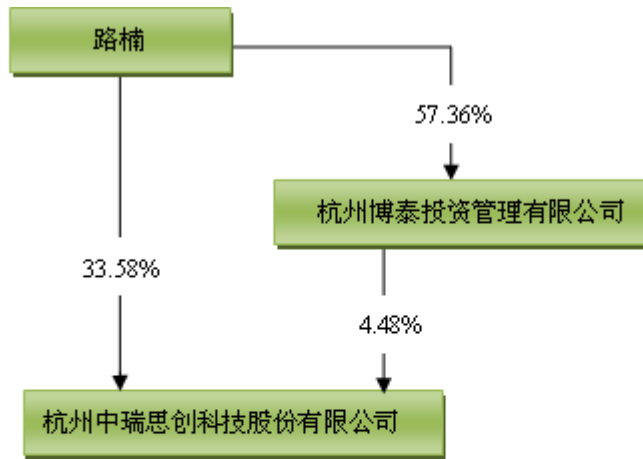 路楠
57.36%
杭州博泰投资管理有限公司
33.58%
4.48%
杭州中瑞思创科技股份有限公司